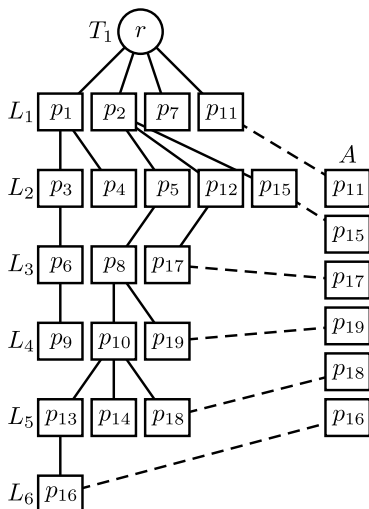 T₁ r
L₁ p₁ p₂ p₇ p₁₁
A
L₂ p₃ p₄ p₅ p₁₂ p₁₅ p₁₁
p₁₅
L₃ p₆ p₈ p₁₇ p₁₇
L₄ p₉ p₁₀ p₁₉ p₁₉
p₁₈
L₅ p₁₃ p₁₄ p₁₈ p₁₆
L₆ p₁₆